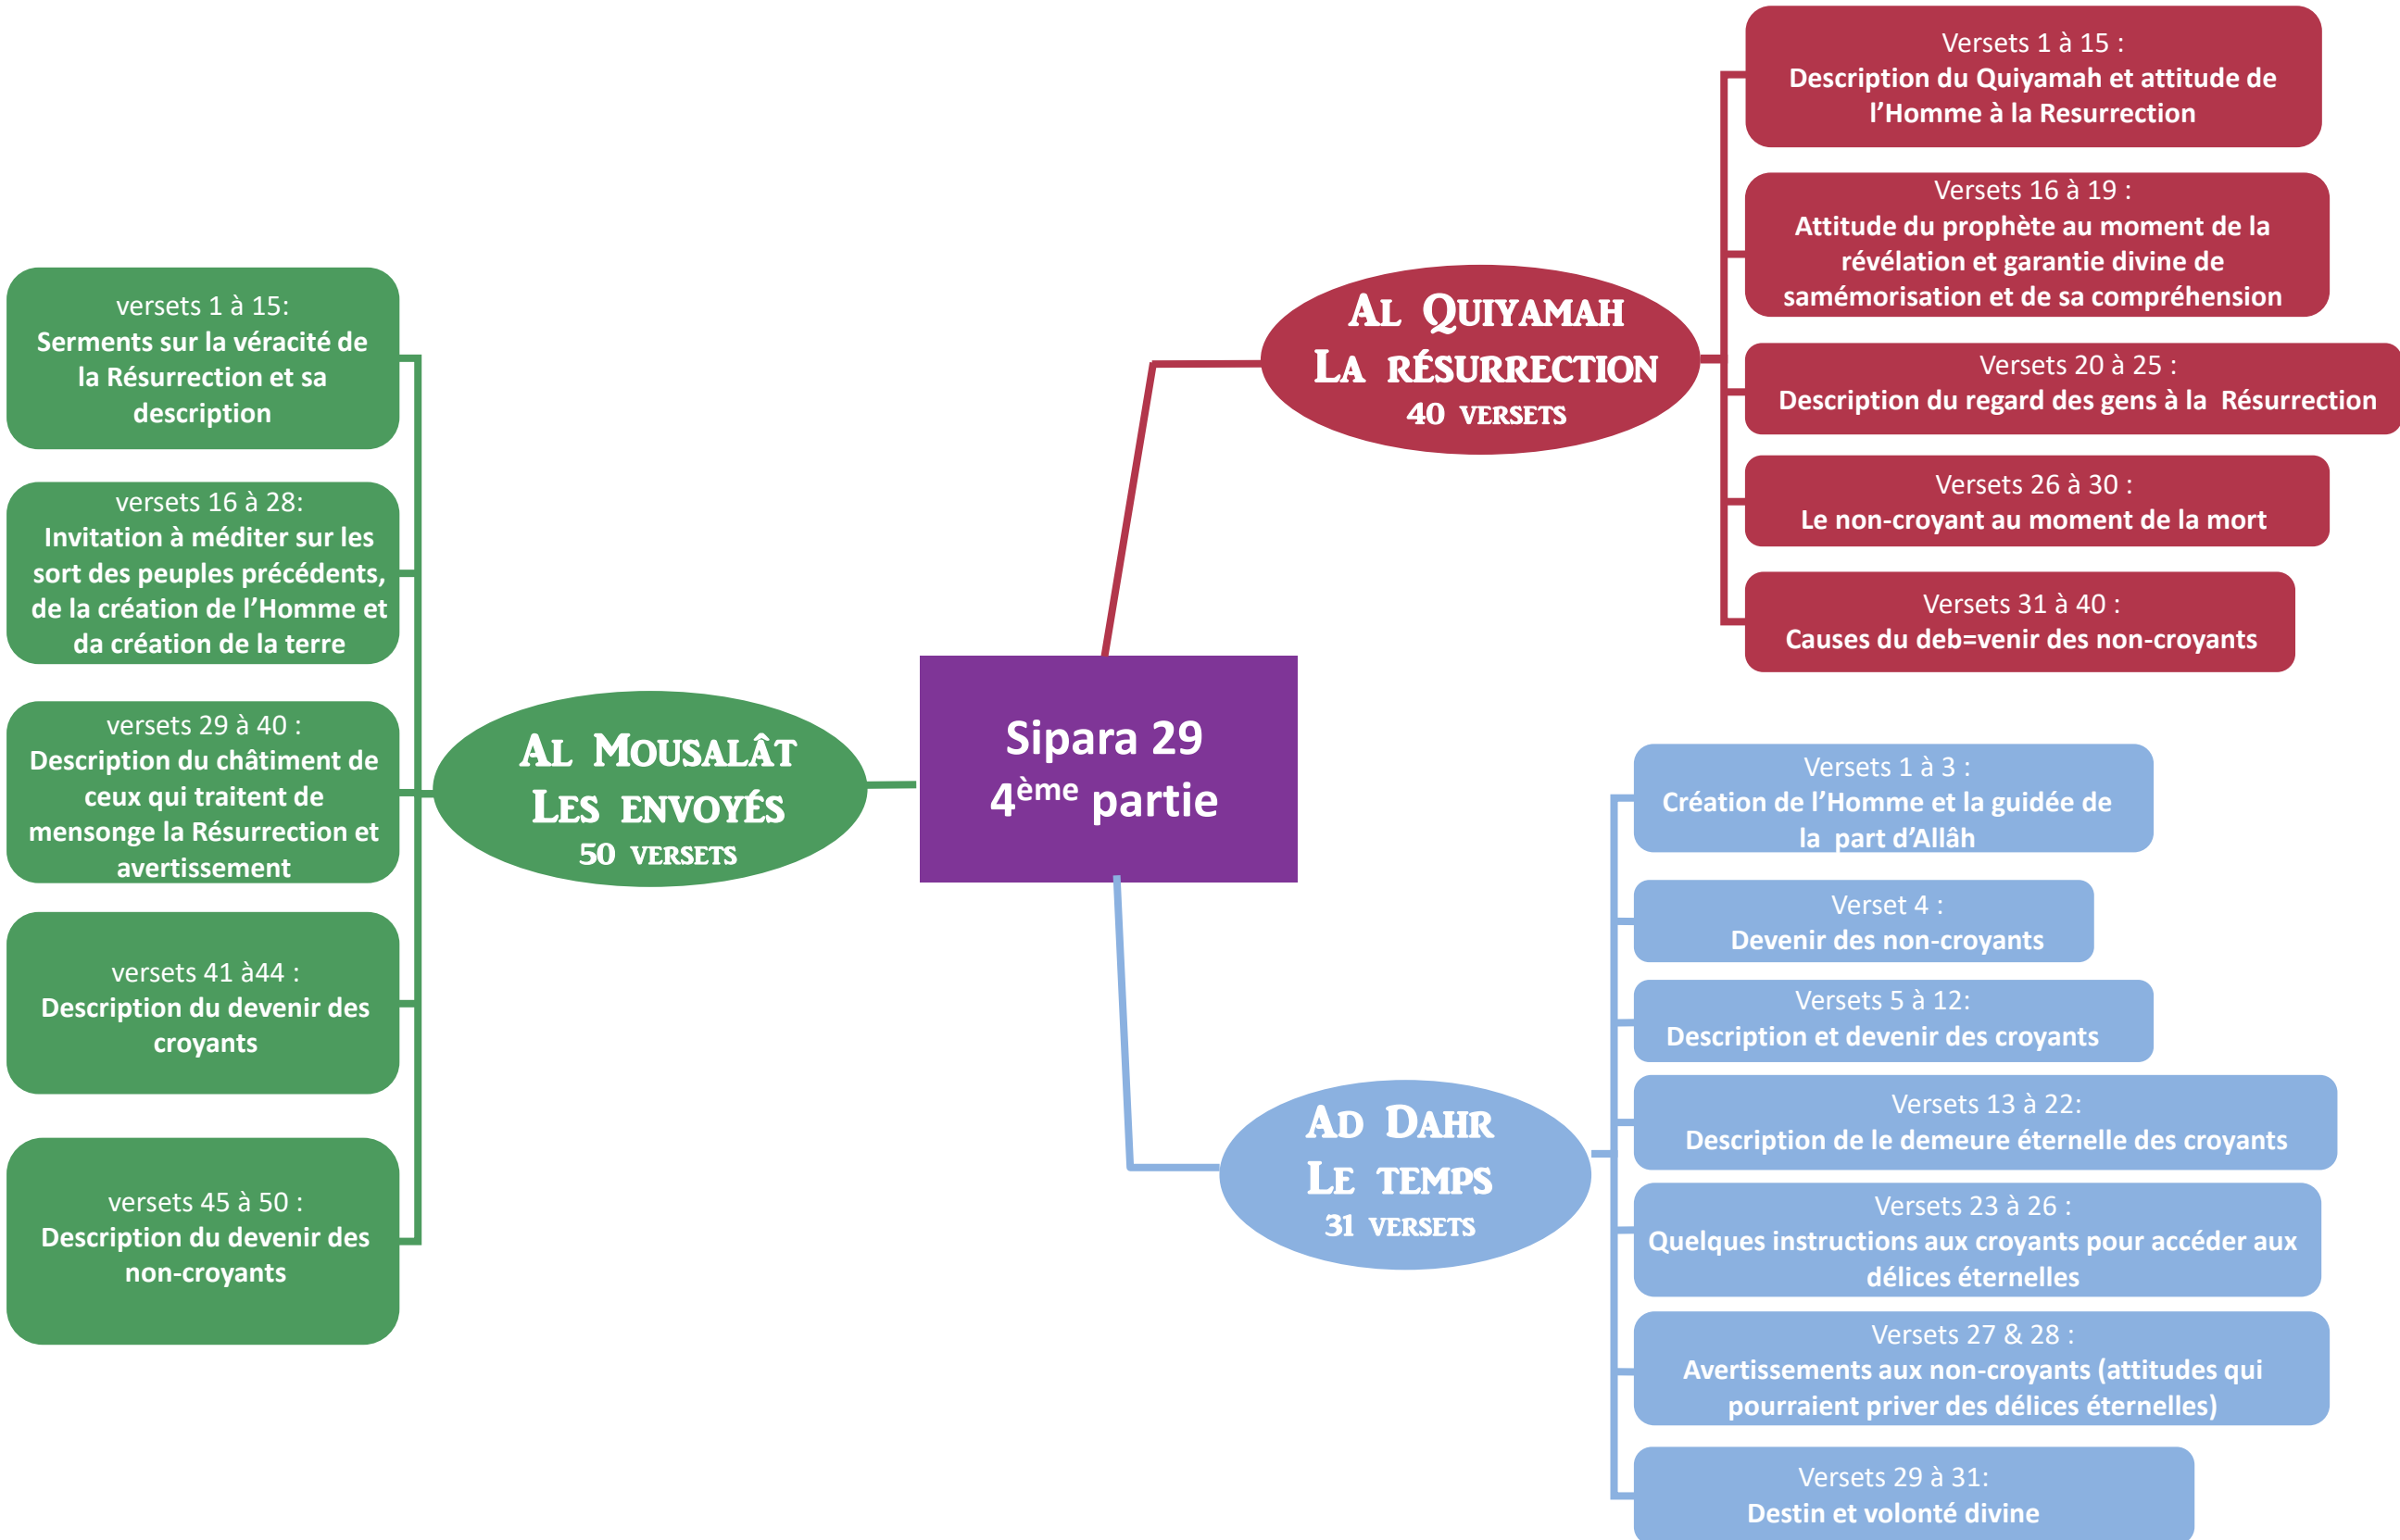 Sipara 29
4ème partie
AL QUIYAMAH
LA RÉSURRECTION
40 VERSETS
Versets 1 à 15 :
Description du Quiyamah et attitude de
l’Homme à la Resurrection
Versets 16 à 19 :
Attitude du prophète au moment de la
révélation et garantie divine de
samémorisation et de sa compréhension
Versets 20 à 25 :
Description du regard des gens à la Résurrection
Versets 26 à 30 :
Le non-croyant au moment de la mort
Versets 31 à 40 :
Causes du deb=venir des non-croyants
AD DAHR
LE TEMPS
31 VERSETS
Versets 1 à 3 :
Création de l’Homme et la guidée de
la part d’Allâh
Verset 4 :
Devenir des non-croyants
Versets 5 à 12:
Description et devenir des croyants
Versets 13 à 22:
Description de le demeure éternelle des croyants
Versets 23 à 26 :
Quelques instructions aux croyants pour accéder aux
délices éternelles
Versets 27 & 28 :
Avertissements aux non-croyants (attitudes qui
pourraient priver des délices éternelles)
Versets 29 à 31:
Destin et volonté divine
AL MOUSALÂT
LES ENVOYÉS
50 VERSETS
versets 1 à 15:
Serments sur la véracité de
la Résurrection et sa
description
versets 16 à 28:
Invitation à méditer sur les
sort des peuples précédents,
de la création de l’Homme et
da création de la terre
versets 29 à 40 :
Description du châtiment de
ceux qui traitent de
mensonge la Résurrection et
avertissement
versets 41 à44 :
Description du devenir des
croyants
versets 45 à 50 :
Description du devenir des
non-croyants